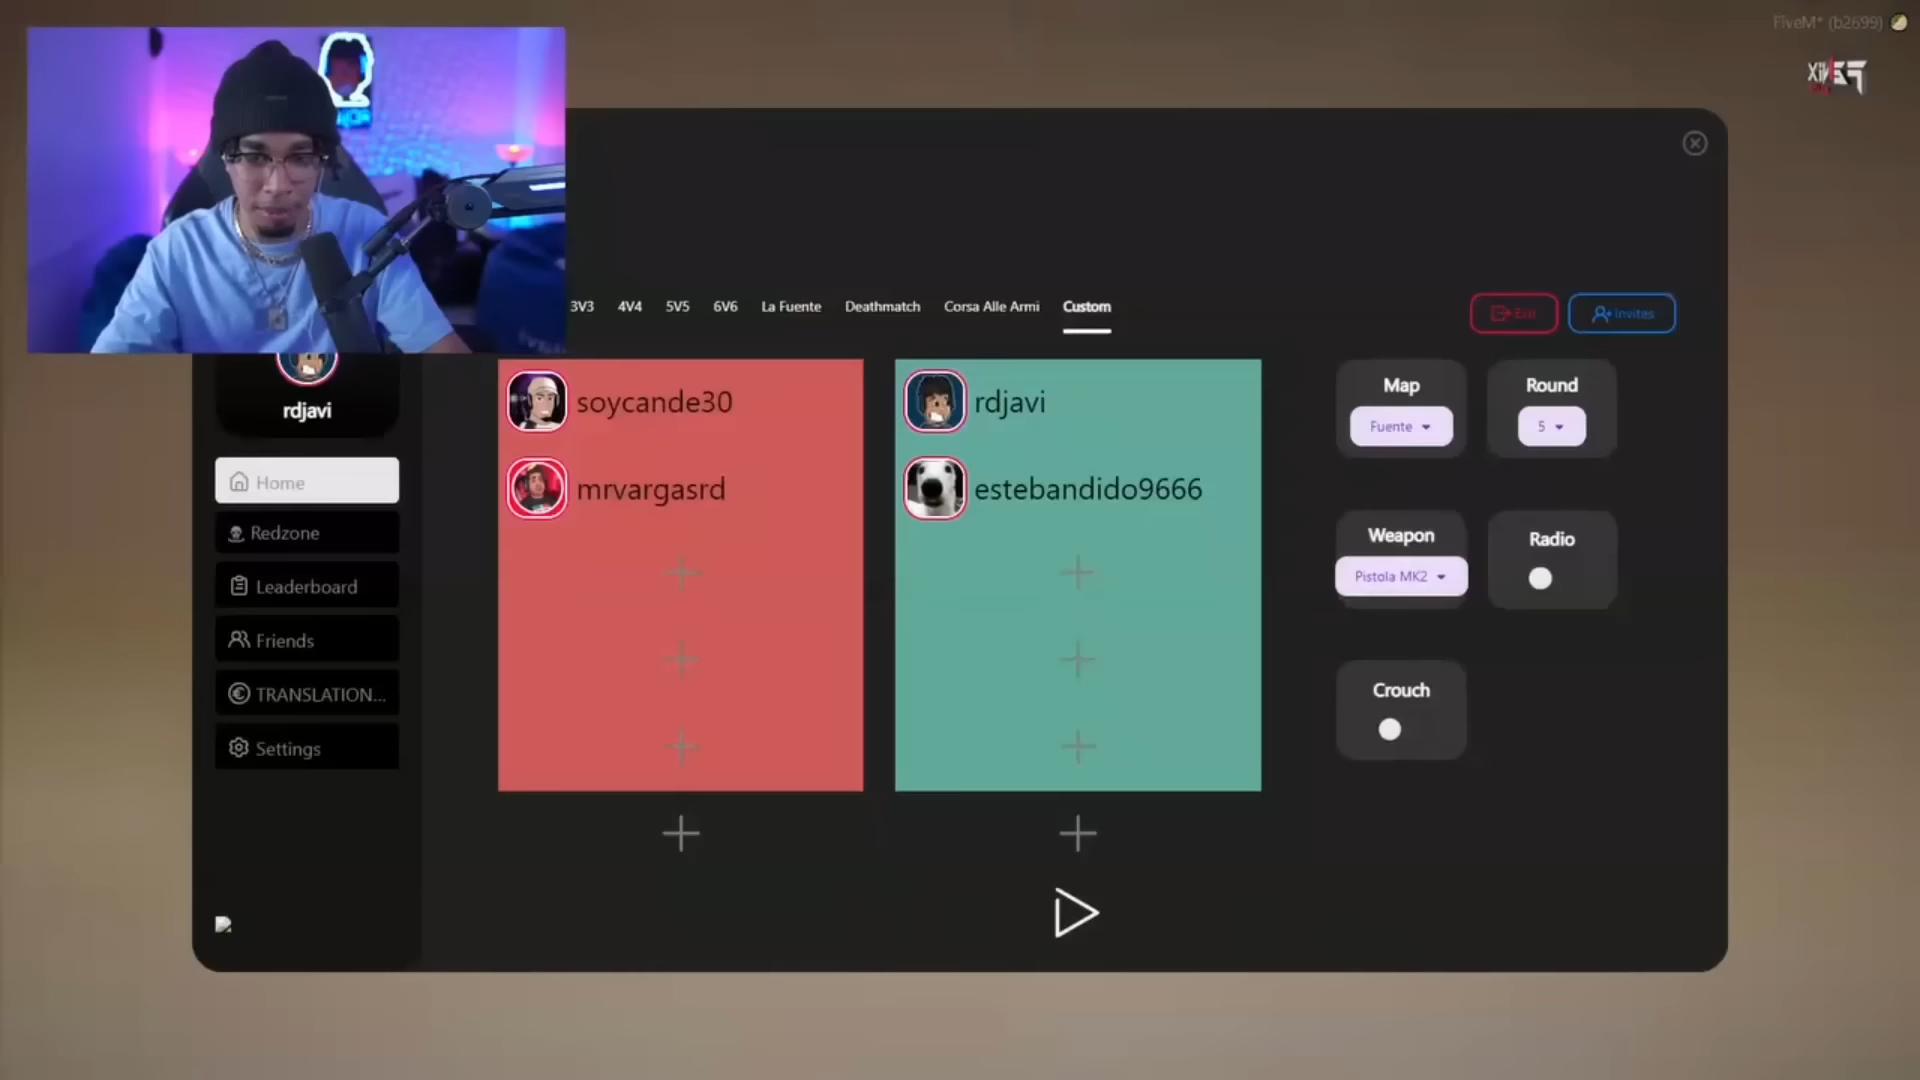 FiveM* (b2699)
3V3 4V4 5V5 6V6 La Fuente Deathmatch Corsa Alle Armi Custom
Exit
Invites
rdjavi
Home
Redzone
Leaderboard
Friends
TRANSLATION...
Settings
soycande30
mrvargasrd
rdjavi
estebandido9666
Map
Fuente
Round
5
Weapon
Pistola MK2
Radio
Crouch